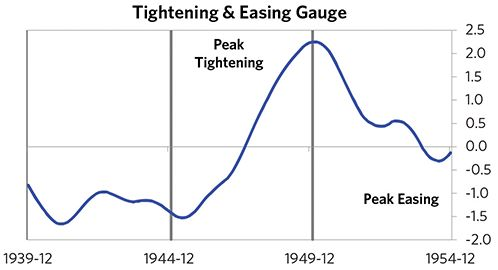 Tightening & Easing Gauge
Peak
Tightening
Peak Easing
2.5
2.0
1.5
1.0
0.5
0.0
-0.5
-1.0
-1.5
-2.0
1939-12 1944-12 1949-12 1954-12